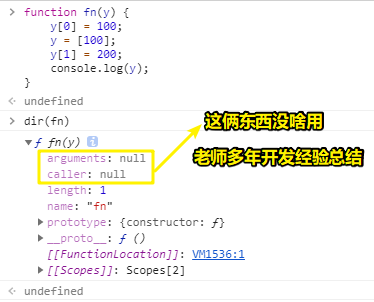 > function fn(y) {
y[0] = 100;
y = [100];
y[1] = 200;
console.log(y);
}
< undefined
> dir(fn)
▼ f fn(y) i
arguments: null
caller: null
length: 1
name: "fn"
▶ prototype: {constructor: f}
▶ __proto__: f ()
[[FunctionLocation]]: VM1536:1
▶ [[Scopes]]: Scopes[2]
< undefined
这俩东西没啥用
老师多年开发经验总结